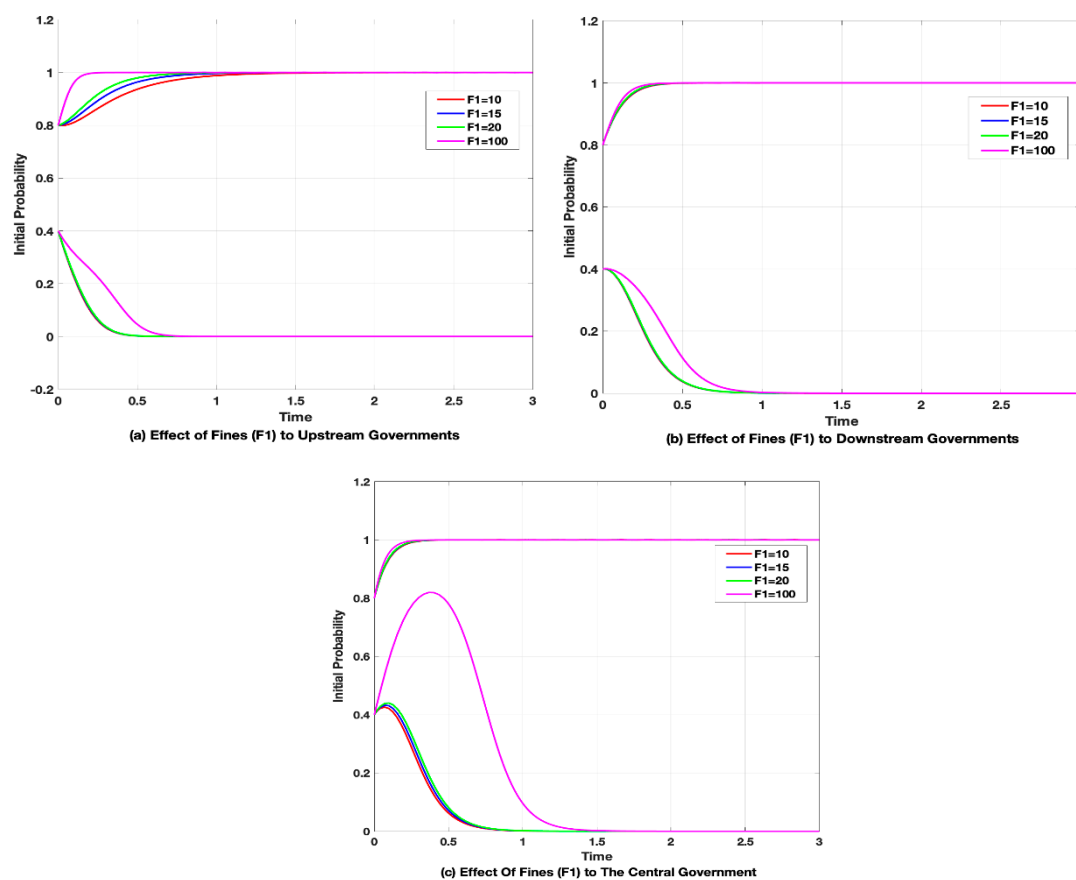 1.2
1
0.8
0.6
0.4
0.2
0
-0.2
Initial Probability
F1=10
F1=15
F1=20
F1=100
0 0.5 1 1.5 2 2.5 3
Time
(a) Effect of Fines (F1) to Upstream Governments
1.2
1
0.8
0.6
0.4
0.2
0
Initial Probability
F1=10
F1=15
F1=20
F1=100
0 0.5 1 1.5 2 2.5
Time
(b) Effect of Fines (F1) to Downstream Governments
1.2
1
0.8
0.6
0.4
0.2
0
Initial Probability
F1=10
F1=15
F1=20
F1=100
0 0.5 1 1.5 2 2.5 3
Time
(c) Effect Of Fines (F1) to The Central Government